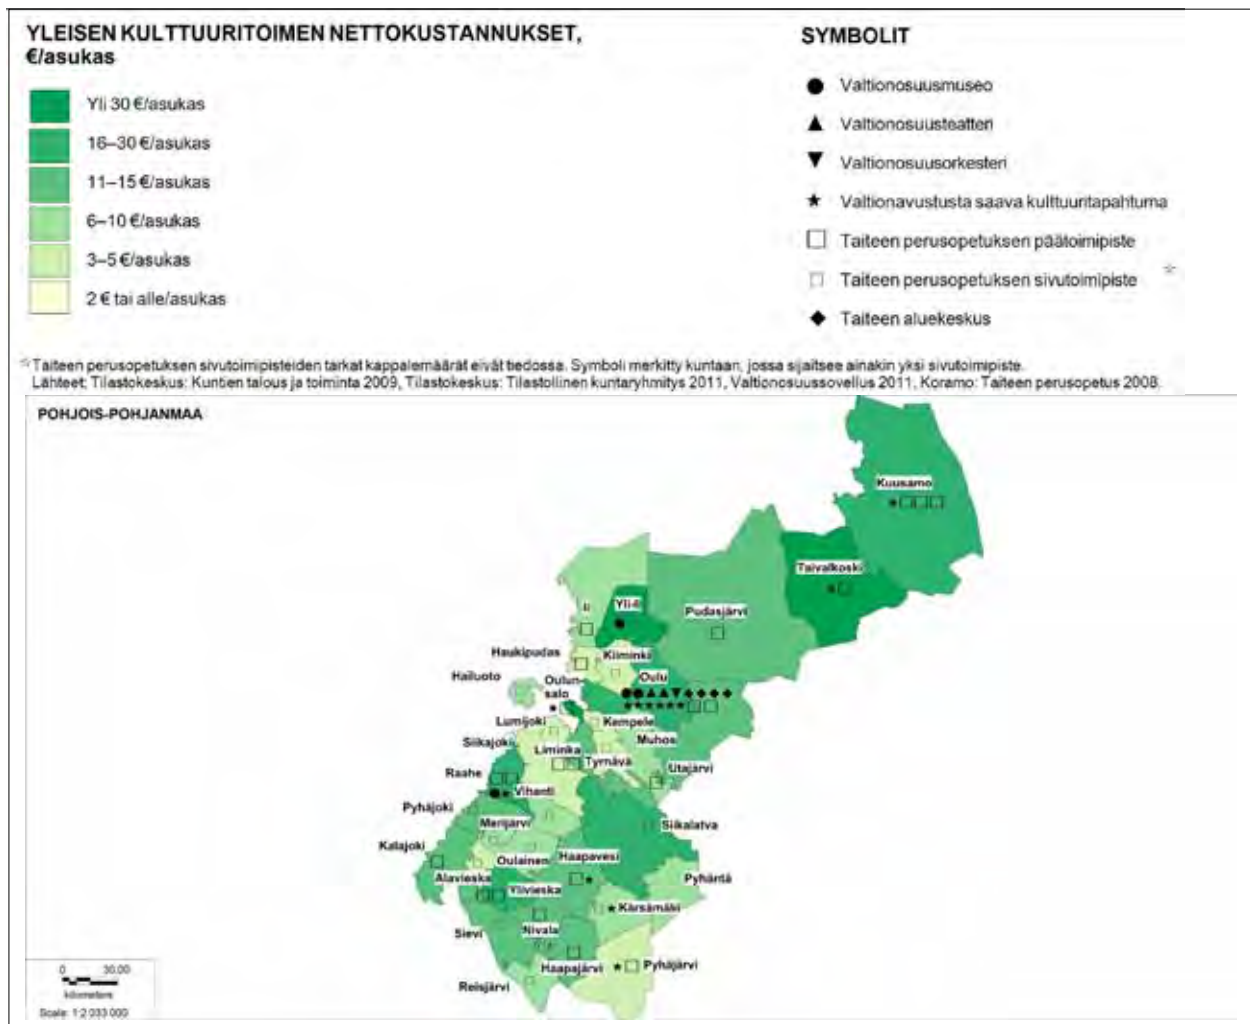 YLEISEN KULTTUURITOIMEN NETTOKUSTANNUKSET,
€/asukas
Yli 30 €/asukas
16–30 €/asukas
11–15 €/asukas
6–10 €/asukas
3–5 €/asukas
2 € tai alle/asukas
SYMBOLIT
Valtionosuusmuseo
Valtionosuusteatteri
Valtionosuusorkesteri
Valtionavustusta saava kulttuuritapahtuma
Taiteen perusopetuksen päätoimipiste
Taiteen perusopetuksen sivutoimipiste
Taiteen aluekeskus
Taiteen perusopetuksen sivutoimipisteiden tarkat kappalemäärät eivät tiedossa. Symboli merkitty kuntaan, jossa sijaitsee ainakin yksi sivutoimipiste.
Lähteet; Tilastokeskus: Kuntien talous ja toiminta 2009, Tilastokeskus: Tilastollinen kuntaryhmitys 2011, Valtionosuussovellus 2011, Koramo: Taiteen perusopetus 2008.
POHJOIS-POHJANMAA
Kuusamo
Taivalkoski
Yli-Ii
Ii
Pudasjärvi
Haukipudas
Kiiminki
Hailuoto
Oulun-
salo
Oulu
Lumijoki
Kempele
Siikajoki
Liminka
Muhos
Tyrnävä
Raahe
Utajärvi
Vihanti
Pyhäjoki
Merijärvi
Siikalatva
Kalajoki
Oulainen
Haapavesi
Alavieska
Ylivieska
Pyhäntä
Kärsämäki
Sievi
Nivala
Haapajärvi
Pyhäjärvi
Reisjärvi
0 30,00
kilometers
Scale: 1:2 033 000